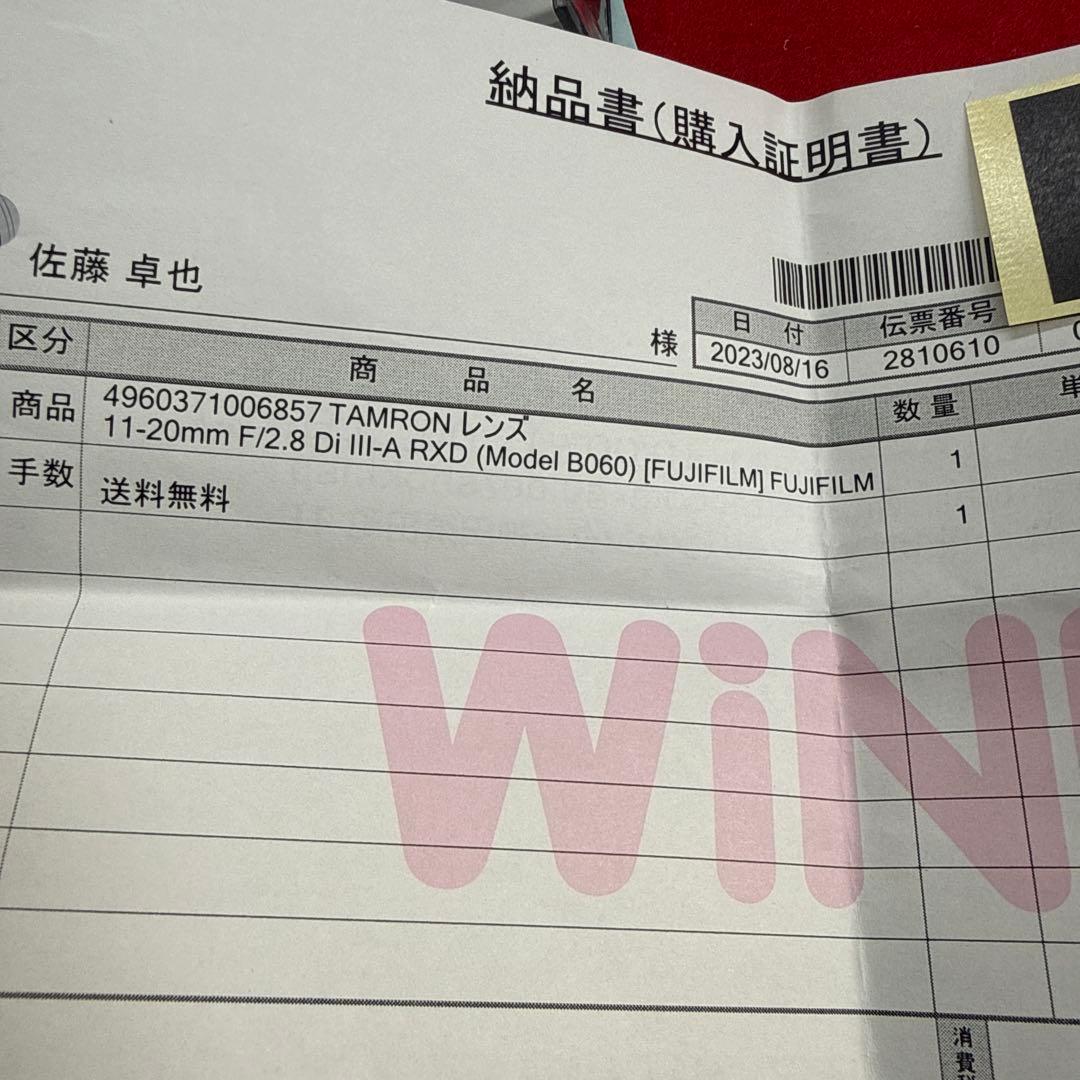 納品書(購入証明書)
佐藤 卓也
様
日 付 伝票番号
2023/08/16 2810610
区分 商 品 名 数 量 単
商品 4960371006857 TAMRON レンズ
11-20mm F/2.8 Di III-A RXD (Model B060) [FUJIFILM] FUJIFILM 1
手数 送料無料 1
WiN
消費